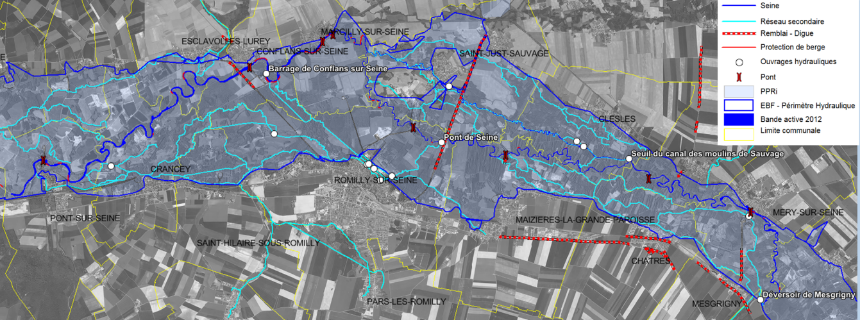 Seine
Réseau secondaire
Remblai - Digue
Protection de berge
Ouvrages hydrauliques
Pont
PPRi
EBF - Périmètre Hydraulique
Bande active 2012
Limite communale
MARCILLY-SUR-SEINE
ESCLAVOLLES-LUREY
CONFLANS-SUR-SEINE
SAINT-JUST-SAUVAGE
Barrage de Conflans sur Seine
CLESLES
Pont de Seine
Seuil du canal des moulins de Sauvage
CRANCEY
ROMILLY-SUR-SEINE
PONT-SUR-SEINE
MAIZIERES-LA-GRANDE-PAROISSE
MERY-SUR-SEINE
SAINT-HILAIRE-SOUS-ROMILLY
CHATRES
PARS-LES-ROMILLY
MESGRIGNY
Déversoir de Mesgrigny